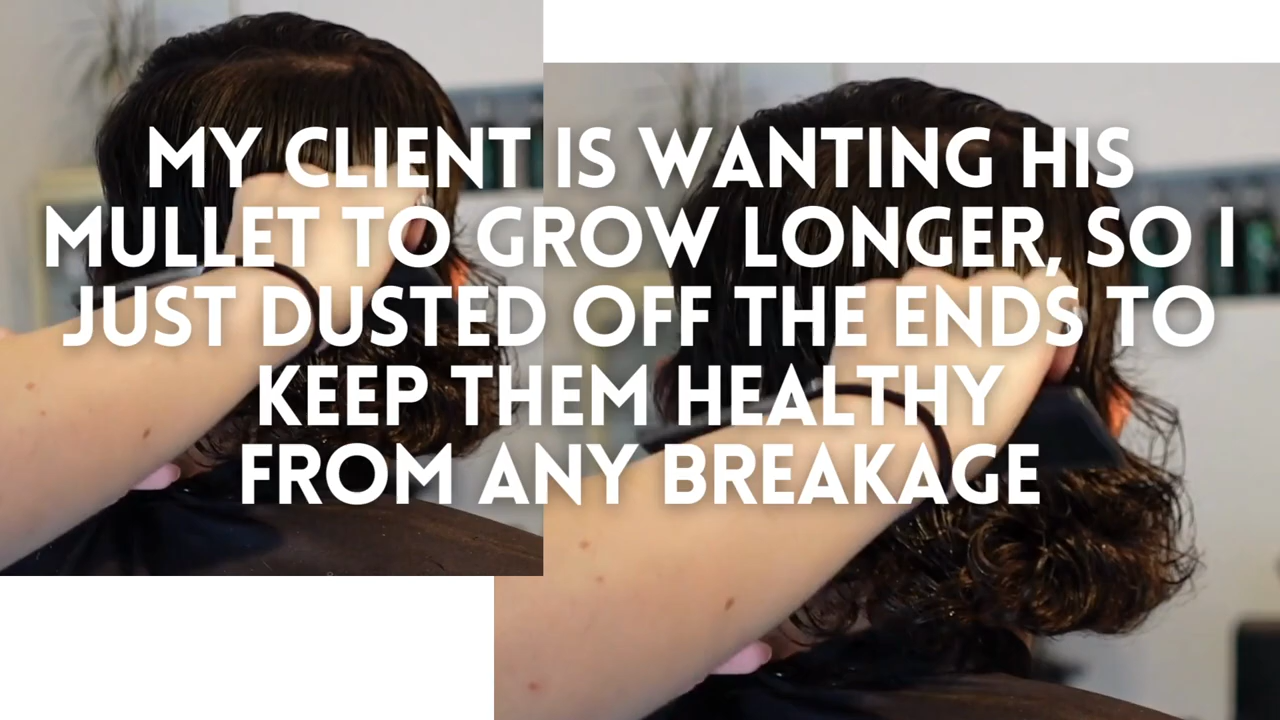 MY CLIENT IS WANTING HIS
MULLET TO GROW LONGER, SO I
JUST DUSTED OFF THE ENDS TO
KEEP THEM HEALTHY
FROM ANY BREAKAGE